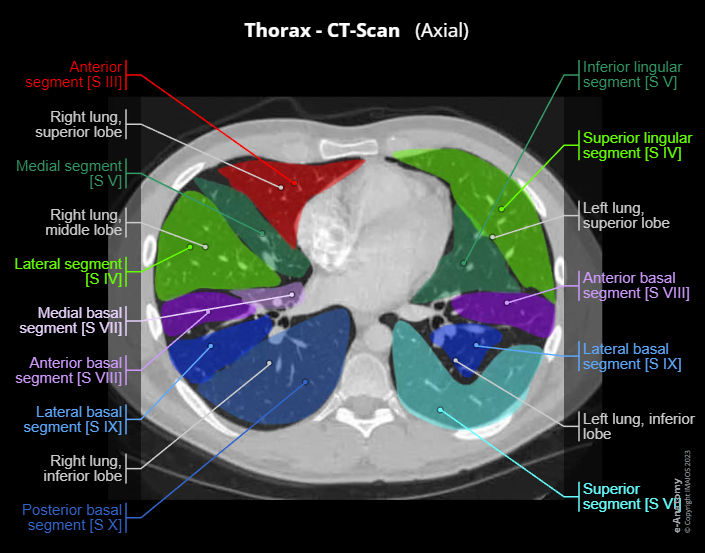 Thorax - CT-Scan (Axial)
Anterior
segment [S III]
Right lung,
superior lobe
Medial segment
[S V]
Right lung,
middle lobe
Lateral segment
[S IV]
Medial basal
segment [S VII]
Anterior basal
segment [S VIII]
Lateral basal
segment [S IX]
Right lung,
inferior lobe
Posterior basal
segment [S X]
Inferior lingular
segment [S V]
Superior lingular
segment [S IV]
Left lung,
superior lobe
Anterior basal
segment [S VIII]
Lateral basal
segment [S IX]
Left lung, inferior
lobe
Superior
segment [S VI]
e-Anatomy
© Copyright IMAIOS 2023